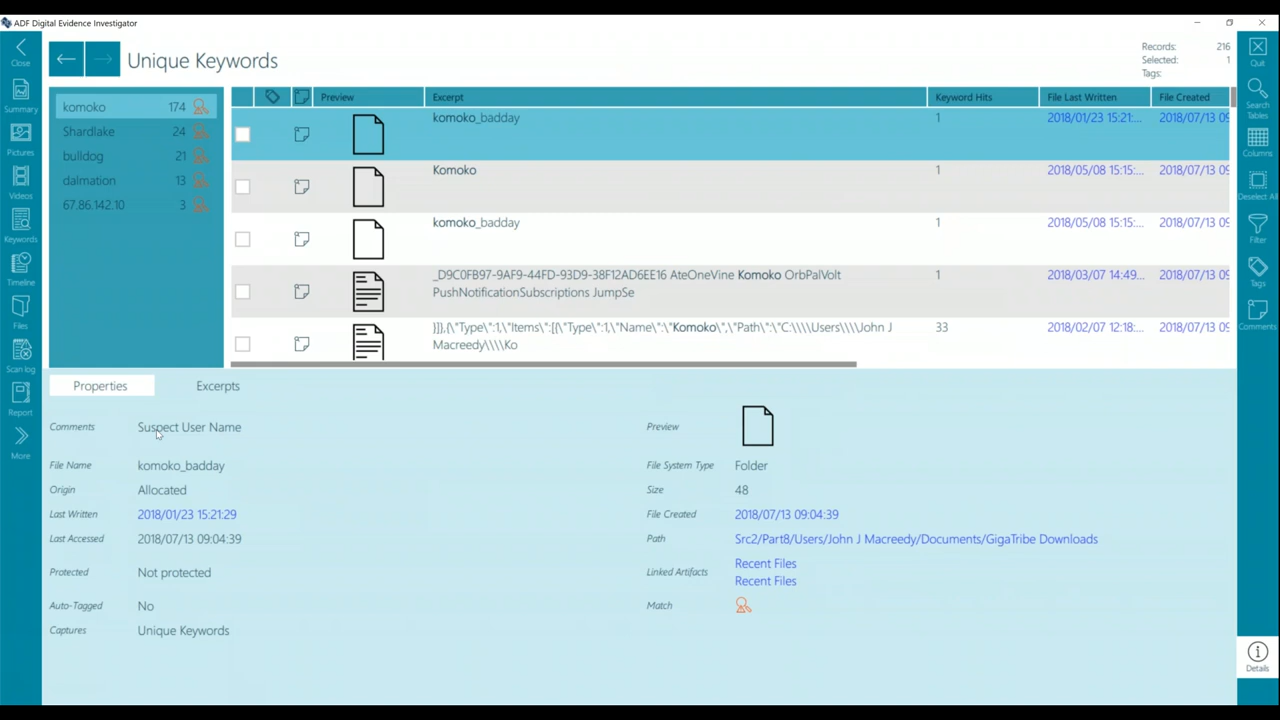 ADF Digital Evidence Investigator
Close
Summary
Pictures
Videos
Keywords
Timeline
Files
Scan log
Report
More
Unique Keywords
Records: 216
Selected: 1
Tags:
komoko 174
Shardlake 24
bulldog 21
dalmation 13
67.86.142.10 3
Preview Excerpt Keyword Hits File Last Written File Created
komoko_badday 1 2018/01/23 15:21:... 2018/07/13 09
Komoko 1 2018/05/08 15:15:... 2018/07/13 09
komoko_badday 1 2018/05/08 15:15:... 2018/07/13 09
_D9C0FB97-9AF9-44FD-93D9-38F12AD6EE16 AteOneVine Komoko OrbPalVolt 1 2018/03/07 14:49... 2018/07/13 09
PushNotificationSubscriptions JumpSe
}]},{\"Type\":1,\"Items\":[{\"Type\":1,\"Name\":\"Komoko\",\"Path\":\"C:\\\\Users\\\\John J 33 2018/02/07 12:18:... 2018/07/13 09
Macreedy\\\\Ko
Properties Excerpts
Comments Suspect User Name
File Name komoko_badday
Origin Allocated
Last Written 2018/01/23 15:21:29
Last Accessed 2018/07/13 09:04:39
Protected Not protected
Auto-Tagged No
Captures Unique Keywords
Preview
File System Type Folder
Size 48
File Created 2018/07/13 09:04:39
Path Src2/Part8/Users/John J Macreedy/Documents/GigaTribe Downloads
Linked Artifacts Recent Files
Recent Files
Match
Quit
Search
Tables
Columns
Deselect All
Filter
Tags
Comments
Details